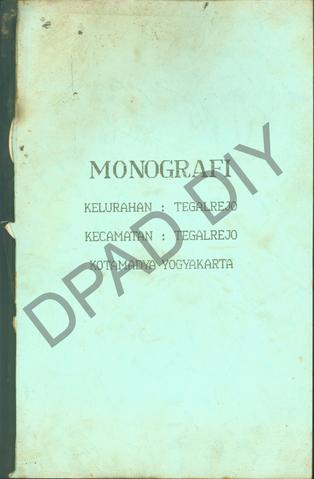 MONOGRAFI
KELURAHAN : TEGALREJO
KECAMATAN : TEGALREJO
KOTAMADYA YOGYAKARTA
DPAD DIY